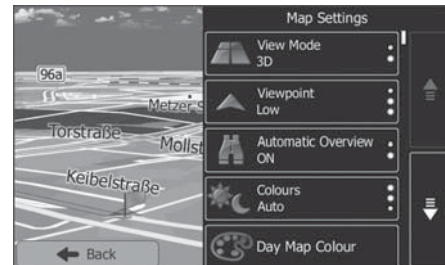 Map Settings
View Mode
3D
Viewpoint
Low
Automatic Overview
ON
Colours
Auto
Day Map Colour
96a
Metzer S
Torstraße
Mollst
Keibelstraße
Back